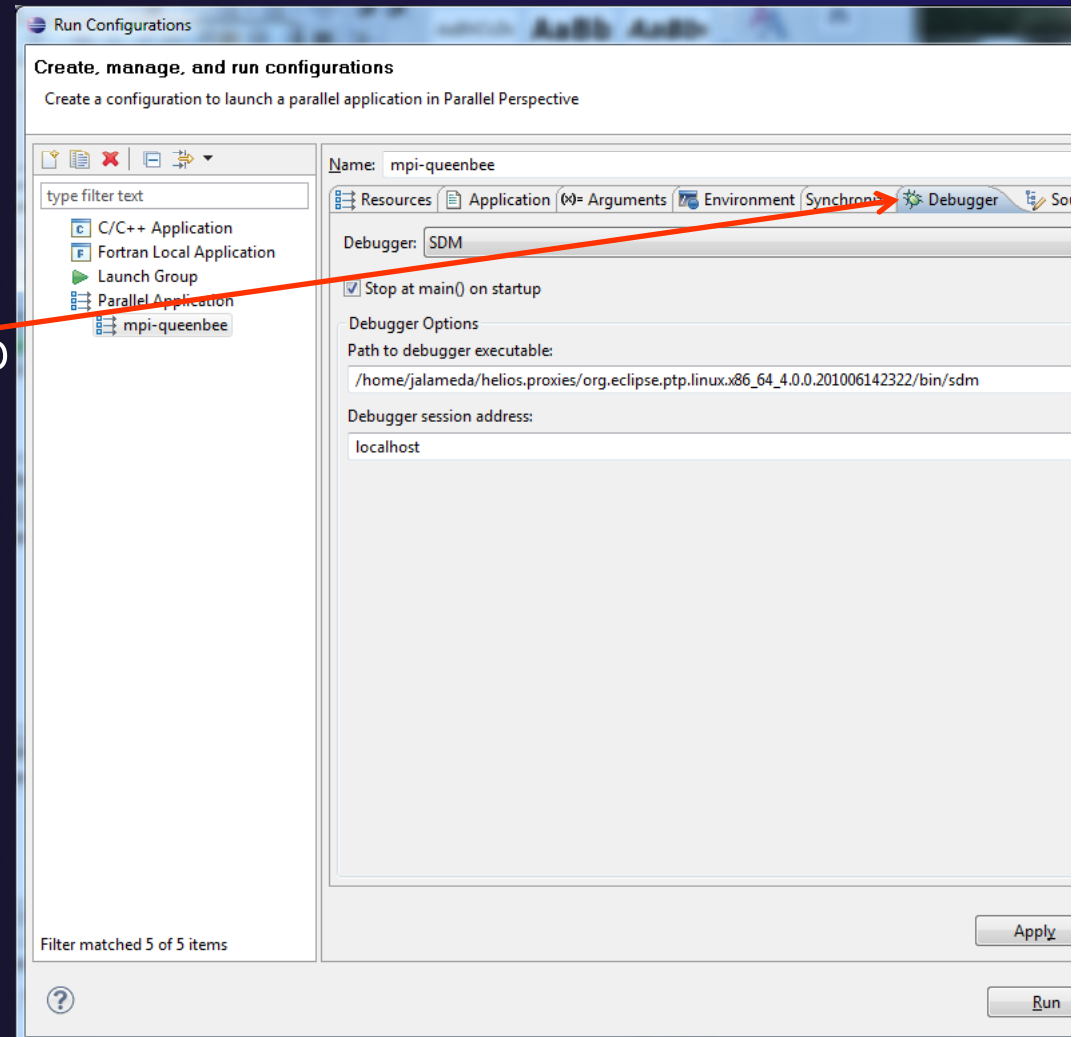 Run Configurations
AaBb AaBb
Create, manage, and run configurations
Create a configuration to launch a parallel application in Parallel Perspective
type filter text
C/C++ Application
Fortran Local Application
Launch Group
Parallel Application
mpi-queenbee
Filter matched 5 of 5 items
Name: mpi-queenbee
Resources Application (x)= Arguments Environment Debugger
Debugger: SDM
Stop at main() on startup
Debugger Options
Path to debugger executable:
/home/jalameda/helios.proxies/org.eclipse.ptp.linux.x86_64_4.0.0.201006142322/bin/sdm
Debugger session address:
localhost
Apply
Run